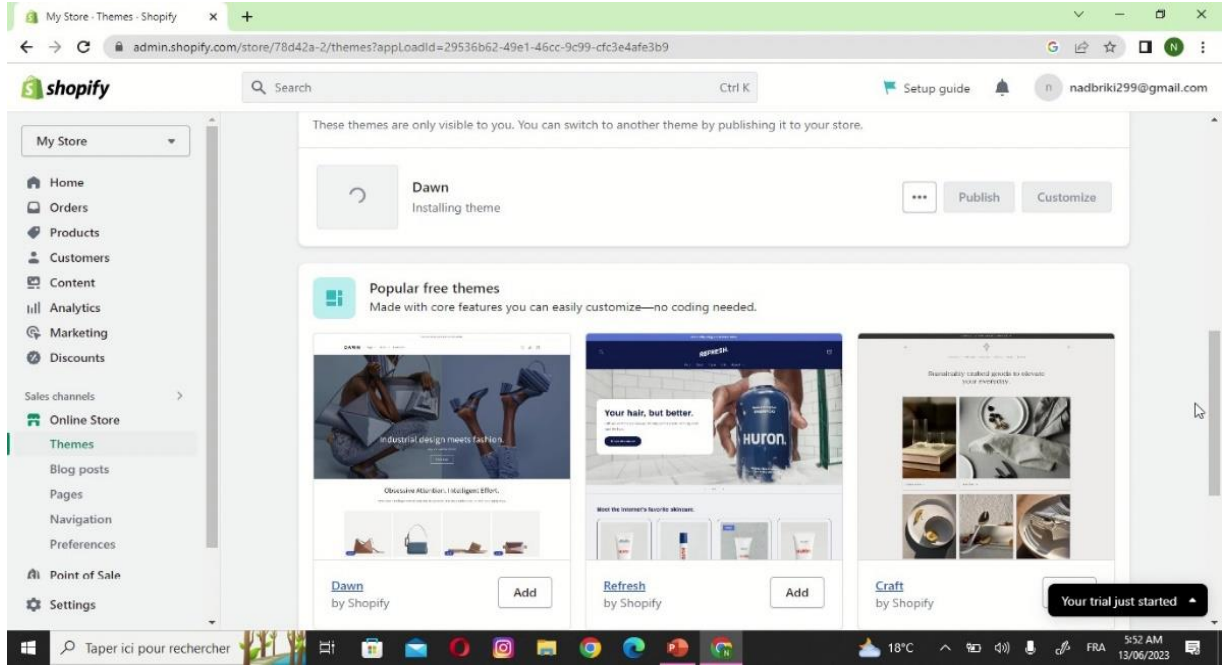 My Store · Themes · Shopify
admin.shopify.com/store/78d42a-2/themes?appLoadId=29536b62-49e1-46cc-9c99-cfc3e4afe3b9
shopify
Search
Ctrl K
Setup guide
n
nadbriki299@gmail.com
My Store
Home
Orders
Products
Customers
Content
Analytics
Marketing
Discounts
Sales channels
Online Store
Themes
Blog posts
Pages
Navigation
Preferences
Point of Sale
Settings
These themes are only visible to you. You can switch to another theme by publishing it to your store.
Dawn
Installing theme
Publish
Customize
Popular free themes
Made with core features you can easily customize—no coding needed.
DAWN
Industrial design meets fashion.
Obsessive Attention. Intelligent Effort.
REFRESH
Your hair, but better.
HURON.
Meet the internet's favorite skincare.
Sustainably crafted goods to elevate
your everyday.
Dawn
by Shopify
Add
Refresh
by Shopify
Add
Craft
by Shopify
Your trial just started
Taper ici pour rechercher
18°C
FRA
5:52 AM
13/06/2023